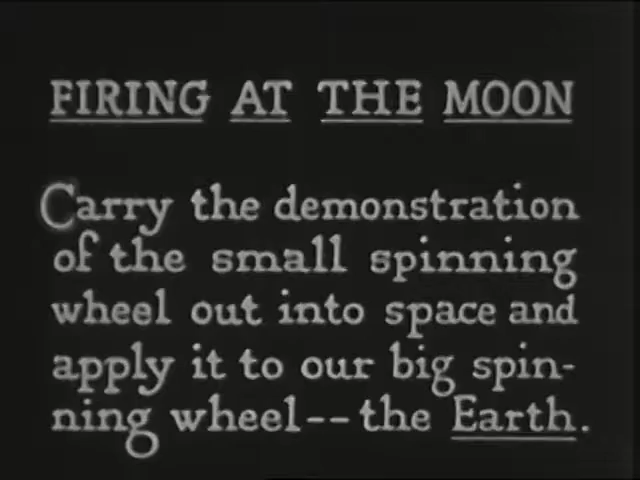 FIRING AT THE MOON
Carry the demonstration
of the small spinning
wheel out into space and
apply it to our big spin-
ning wheel--the Earth.